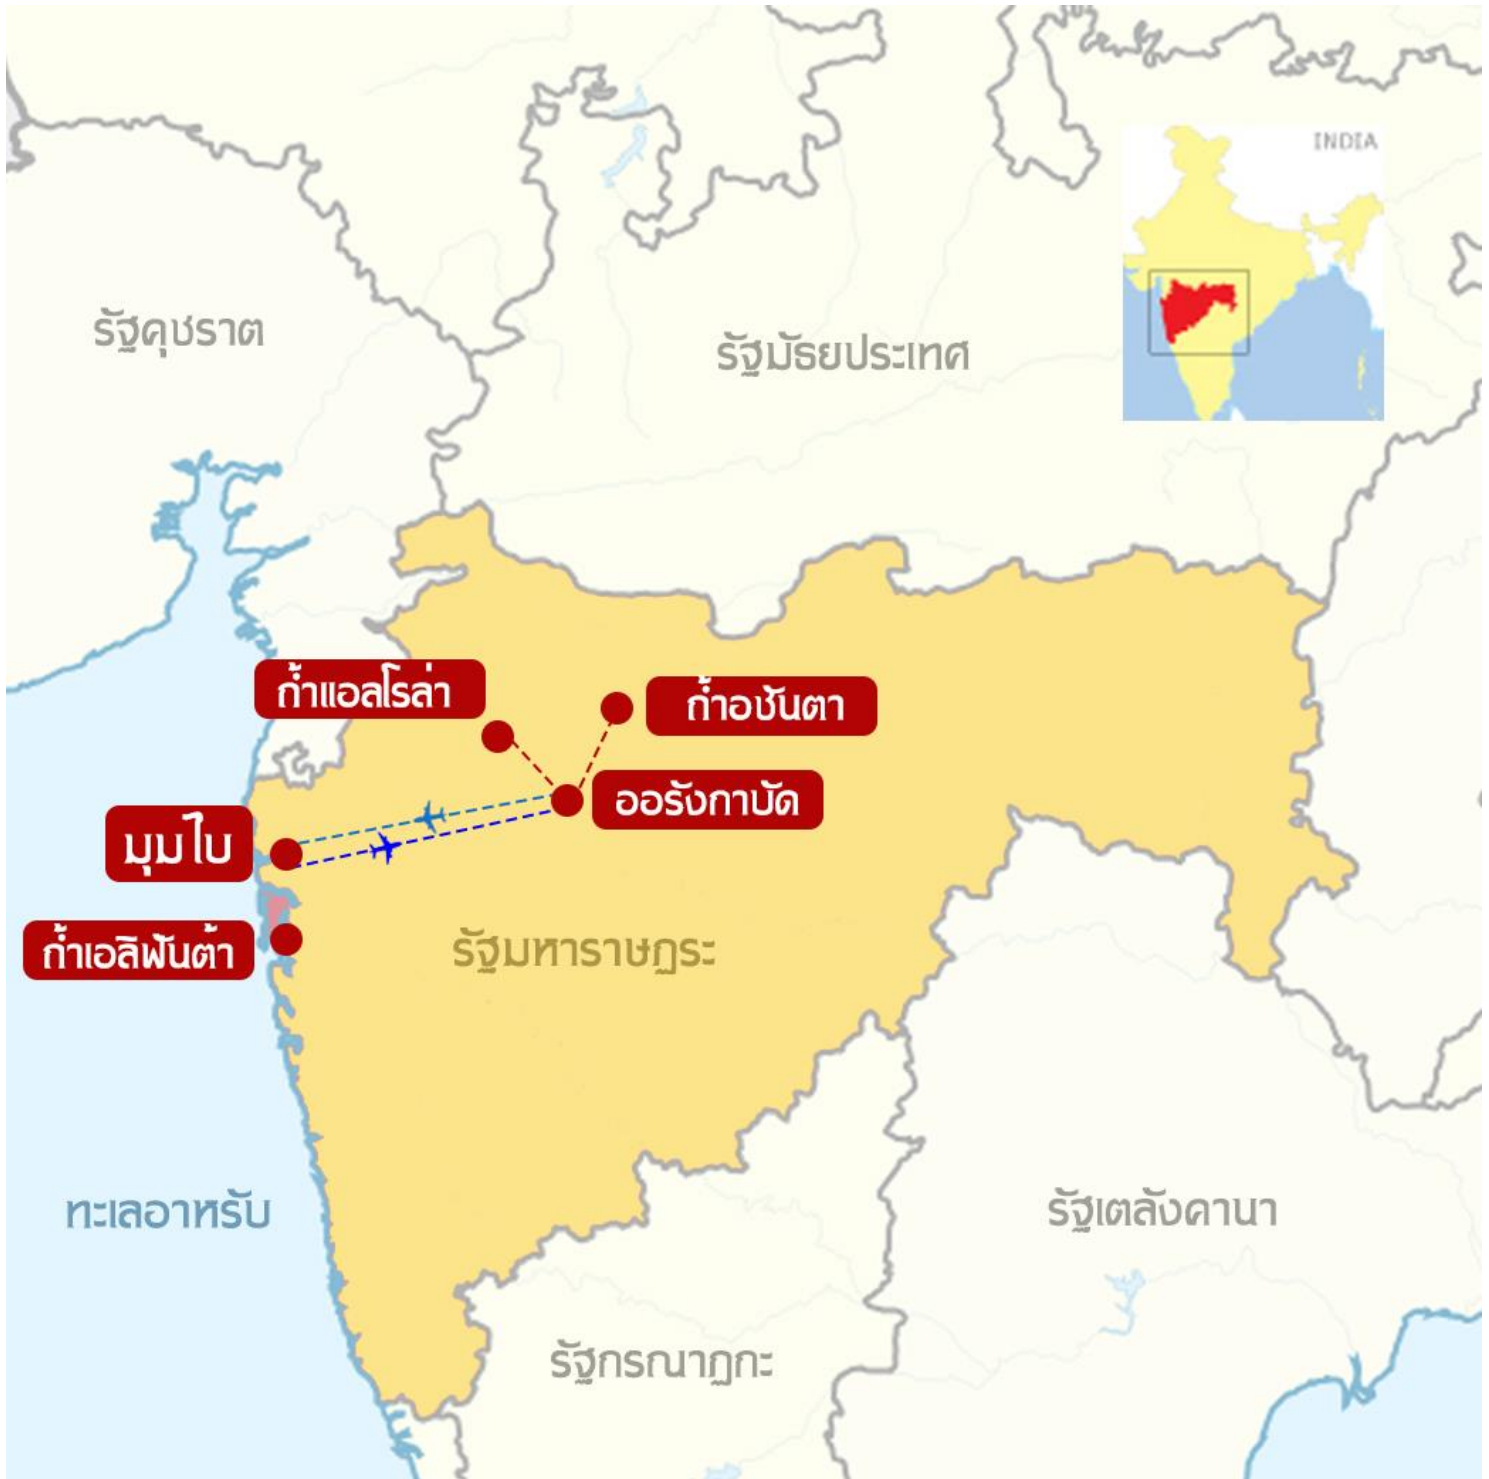 INDIA
รัฐคุชราต
รัฐมัธยประเทศ
ถ้ำแอลโรล่า
ถ้ำอชันตา
ออรังกาบัด
มุมไบ
ถ้ำเอลิฟันต้า
รัฐมหาราษฎระ
ทะเลอาหรับ
รัฐเตลังคานา
รัฐกรณาฏกะ